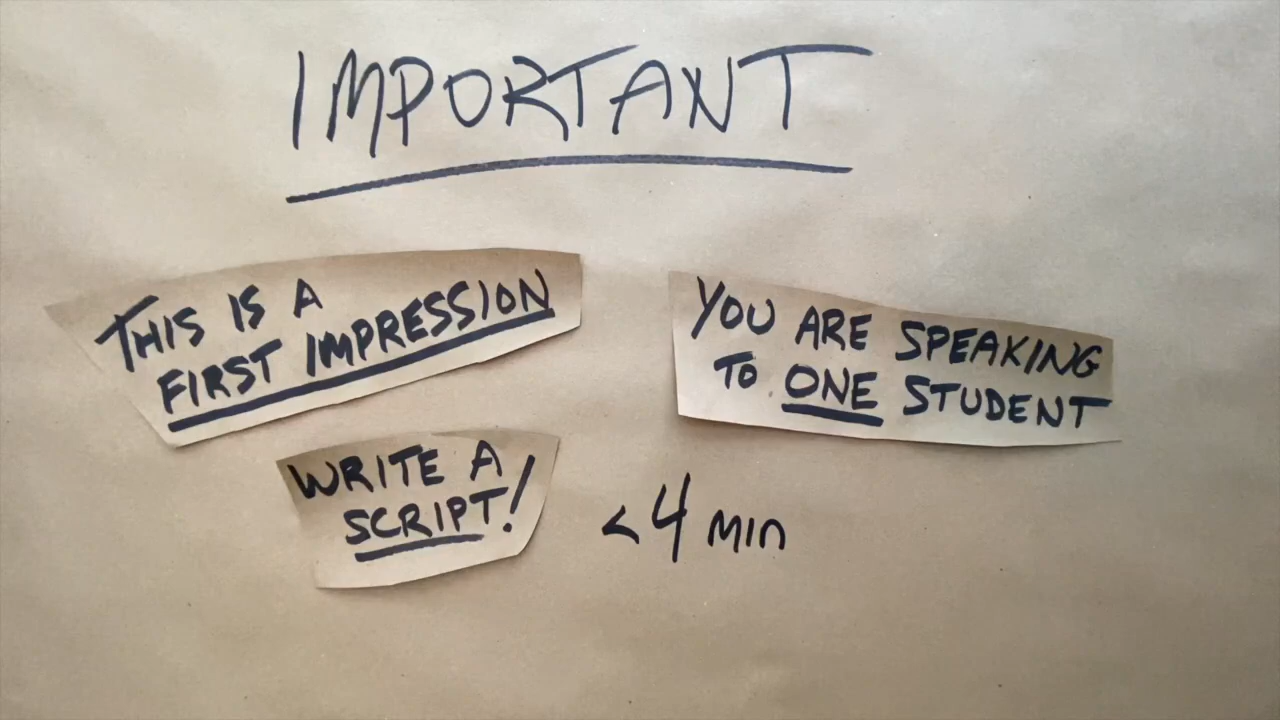 IMPORTANT
THIS IS A
FIRST IMPRESSION
YOU ARE SPEAKING
TO ONE STUDENT
WRITE A
SCRIPT!
<4 MIN